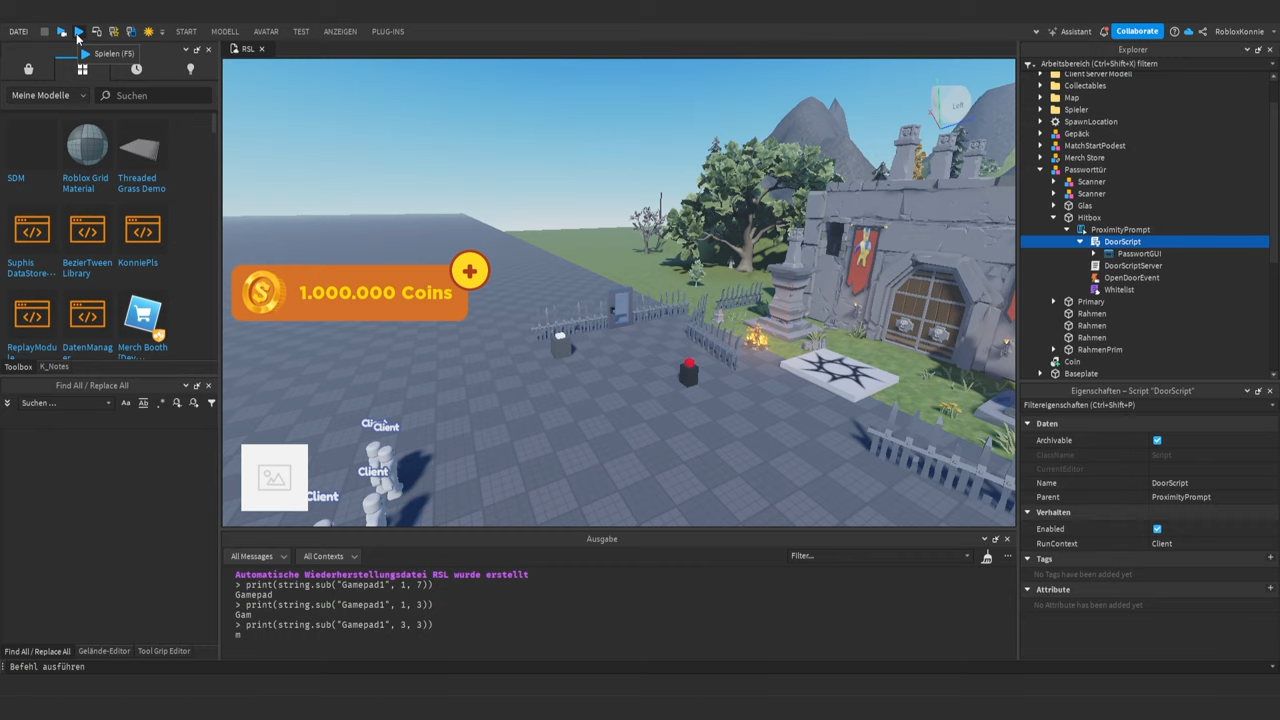 DATEI
START
MODELL
AVATAR
TEST
ANZEIGEN
PLUG-INS
Assistant
Collaborate
RobloxKonnie
Spielen (F5)
RSL
Meine Modelle
Suchen
SDM
Roblox Grid
Material
Threaded
Grass Demo
Suphis
DataStore...
BezierTween
Library
KonniePls
ReplayModu
le
DatenManag
er
Merch Booth
[Dev...
Toolbox
K_Notes
Find All / Replace All
Suchen ...
Find All / Replace All
Gelände-Editor
Tool Grip Editor
Befehl ausführen
Left
1.000.000 Coins
Client
Client
Client
Ausgabe
All Messages
All Contexts
Filter...
Automatische Wiederherstellungsdatei RSL wurde erstellt
> print(string.sub("Gamepad1", 1, 7))
Gamepad
> print(string.sub("Gamepad1", 1, 3))
Gam
> print(string.sub("Gamepad1", 3, 3))
m
Explorer
Arbeitsbereich (Ctrl+Shift+X) filtern
Client Server Modell
Collectables
Map
Spieler
SpawnLocation
Gepäck
MatchStartPodest
Merch Store
Passworttür
Scanner
Scanner
Glas
Hitbox
ProximityPrompt
DoorScript
PasswortGUI
DoorScriptServer
OpenDoorEvent
Whitelist
Primary
Rahmen
Rahmen
Rahmen
RahmenPrim
Coin
Baseplate
Eigenschaften – Script "DoorScript"
Filtereigenschaften (Ctrl+Shift+P)
Daten
Archivable
ClassName Script
CurrentEditor
Name DoorScript
Parent ProximityPrompt
Verhalten
Enabled
RunContext Client
Tags
No Tags have been added yet
Attribute
No Attribute has been added yet